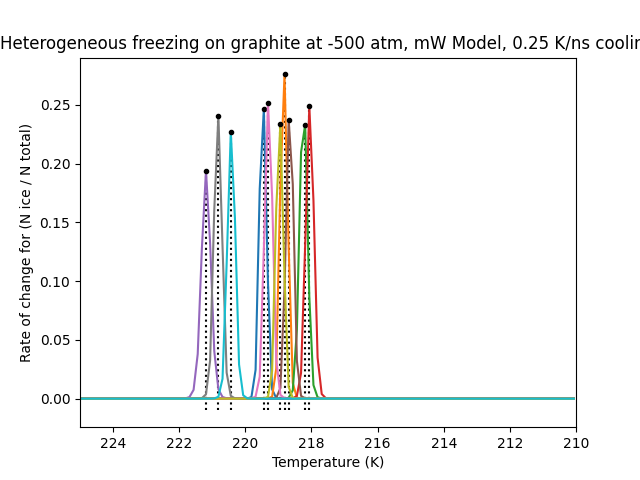 Heterogeneous freezing on graphite at -500 atm, mW Model, 0.25 K/ns coolin
Rate of change for (N ice / N total)
0.25
0.20
0.15
0.10
0.05
0.00
224 222 220 218 216 214 212 210
Temperature (K)